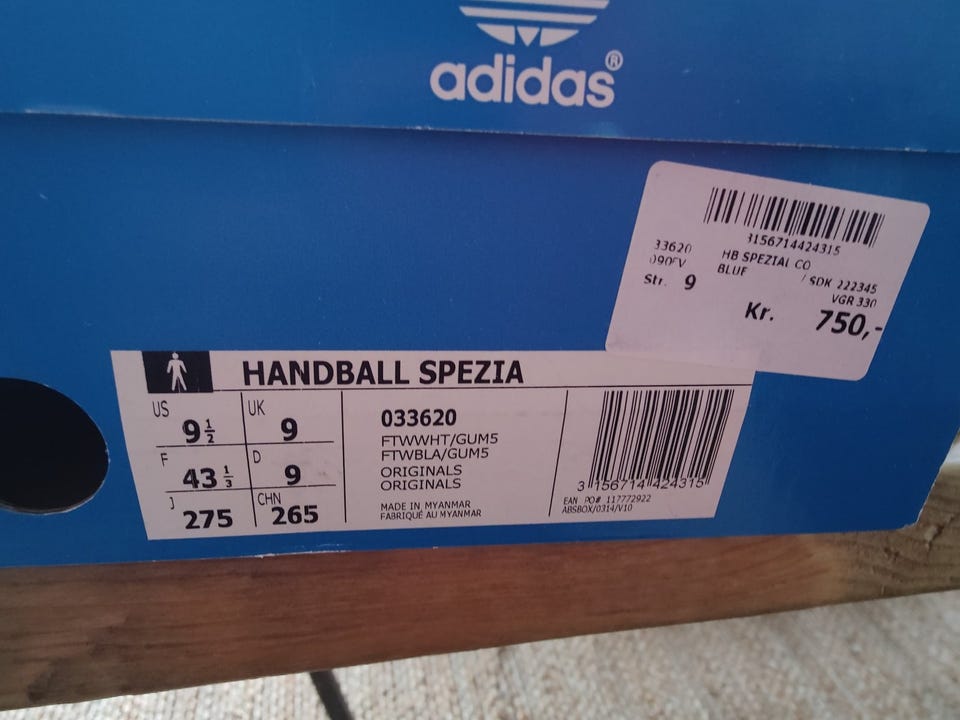 adidas®
3156714424315
33620
090FV
HB SPEZIAL CO
BLUE
/ SDK 222345
Str. 9
VGR 330
Kr. 750,-
HANDBALL SPEZIA
US 9½ UK 9
F 43⅓ D 9
J 275 CHN 265
033620
FTWWHT/GUM5
FTWBLA/GUM5
ORIGINALS
ORIGINALS
MADE IN MYANMAR
FABRIQUÉ AU MYANMAR
3 156714 424315
EAN PO# 117772922
ABSBOX/0314/V10